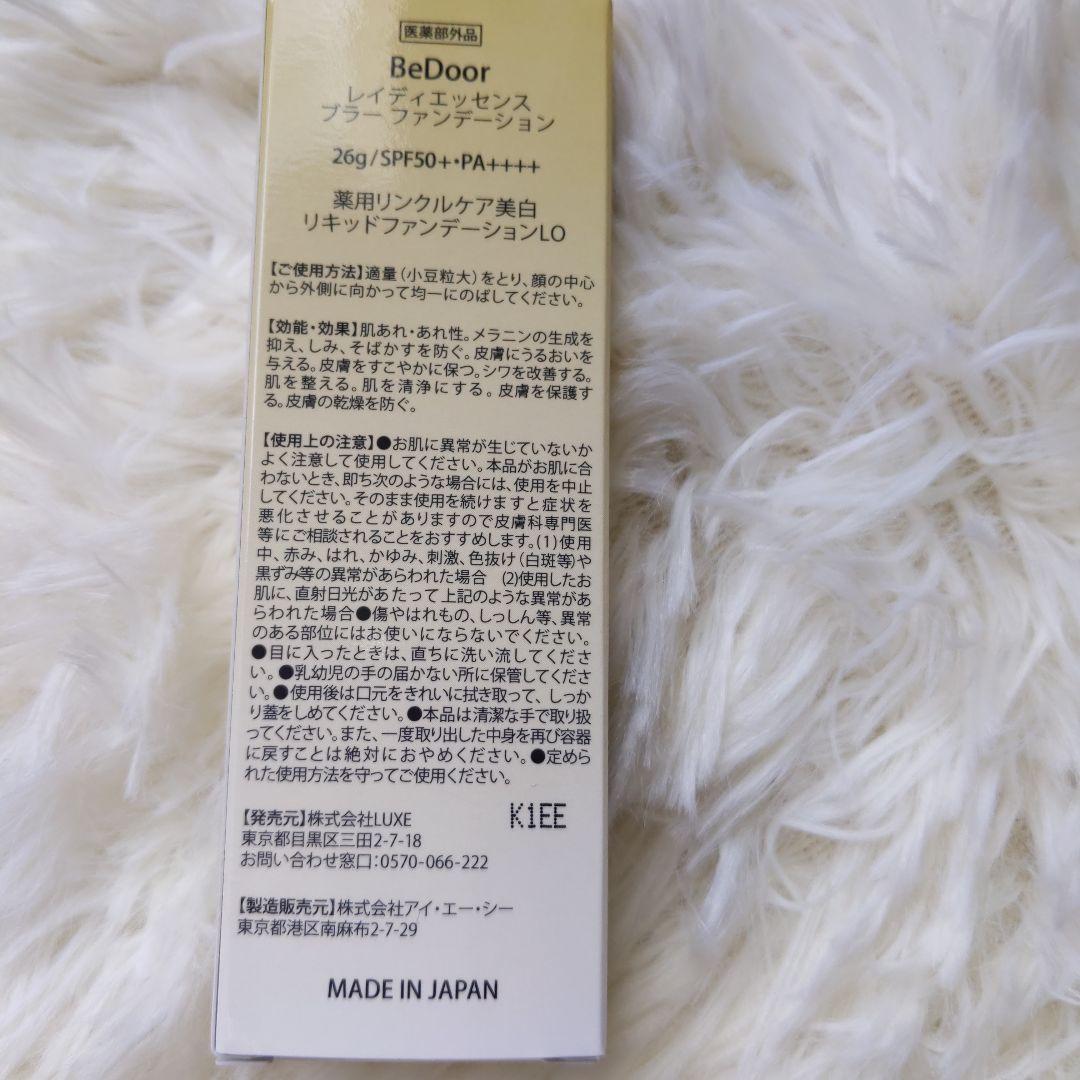 医薬部外品
BeDoor
レイディエッセンス
ブラー ファンデーション
26g/SPF50+・PA++++
薬用リンクルケア美白
リキッドファンデーションLO
【ご使用方法】適量（小豆粒大）をとり、顔の中心
から外側に向かって均一にのばしてください。
【効能・効果】肌あれ・あれ性。メラニンの生成を
抑え、しみ、そばかすを防ぐ。皮膚にうるおいを
与える。皮膚をすこやかに保つ。シワを改善する。
肌を整える。肌を清浄にする。皮膚を保護す
る。皮膚の乾燥を防ぐ。
【使用上の注意】●お肌に異常が生じていないか
よく注意して使用してください。本品がお肌に合
わないとき、即ち次のような場合には、使用を中止
してください。そのまま使用を続けますと症状を
悪化させることがありますので皮膚科専門医
等にご相談されることをおすすめします。(1)使用
中、赤み、はれ、かゆみ、刺激、色抜け（白斑等）や
黒ずみ等の異常があらわれた場合 (2)使用したお
肌に、直射日光があたって上記のような異常があ
らわれた場合●傷やはれもの、しっしん等、異常
のある部位にはお使いにならないでください。
●目に入ったときは、直ちに洗い流してくださ
い。●乳幼児の手の届かない所に保管してくださ
い。●使用後は口元をきれいに拭き取って、しっか
り蓋をしめてください。●本品は清潔な手で取り扱
ってください。また、一度取り出した中身を再び容器
に戻すことは絶対におやめください。●定めら
れた使用方法を守ってご使用ください。
【発売元】株式会社LUXE
K1EE
東京都目黒区三田2-7-18
お問い合わせ窓口：0570-066-222
【製造販売元】株式会社アイ・エー・シー
東京都港区南麻布2-7-29
MADE IN JAPAN